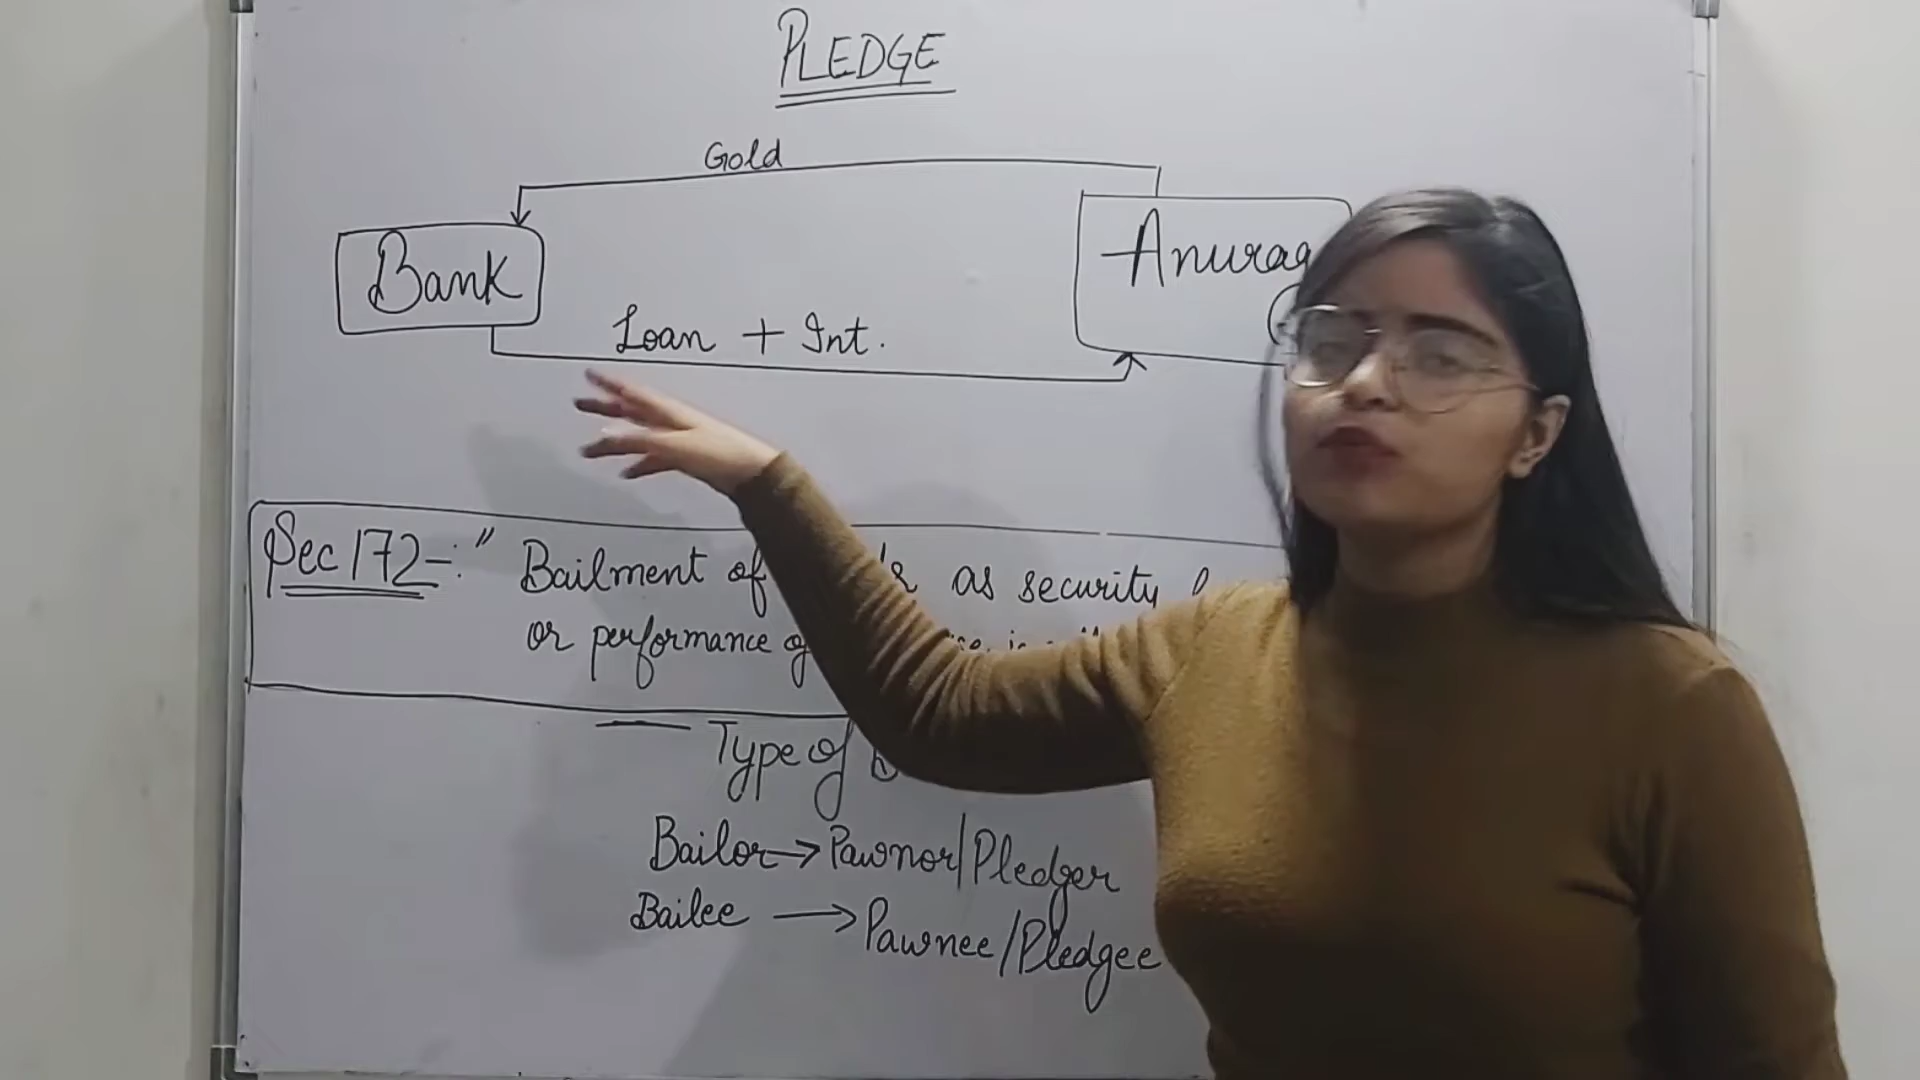 PLEDGE
Gold
Bank
Loan + Int.
Sec 172-: " Bailment of as security
or performance of
Type of
Bailor → Pawnor/Pledger
Bailee → Pawnee/Pledgee